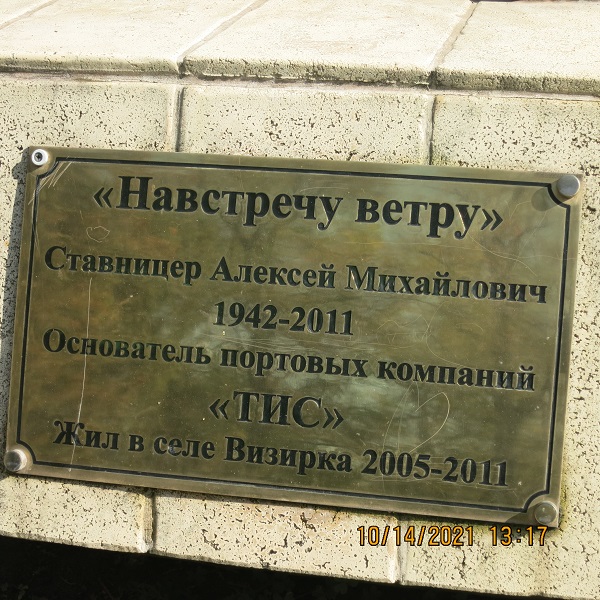 «Навстречу ветру»
Ставницер Алексей Михайлович
1942-2011
Основатель портовых компаний
«ТИС»
Жил в селе Визирка 2005-2011
10/14/2021 13:17